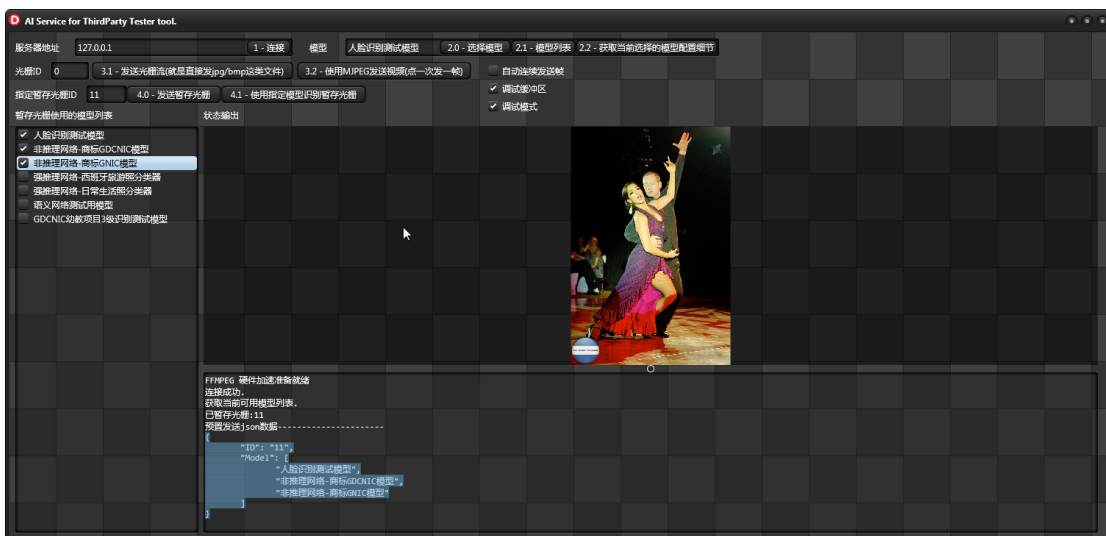 D AI Service for ThirdParty Tester tool.
服务器地址 127.0.0.1 1 - 连接 模型 人脸识别测试模型 2.0 - 选择模型 2.1 - 模型列表 2.2 - 获取当前选择的模型配置细节
光栅ID 0 3.1 - 发送光栅流(就是直接发jpg/bmp这类文件) 3.2 - 使用MJPEG发送视频(点一次发一帧) 自动连续发送帧
指定暂存光栅ID 11 4.0 - 发送暂存光栅 4.1 - 使用指定模型识别暂存光栅 调试缓冲区
调试模式
暂存光栅使用的模型列表 状态输出
人脸识别测试模型
非推理网络-商标GDCNIC模型
非推理网络-商标GNIC模型
强推理网络-西班牙旅游照分类器
强推理网络-日常生活照分类器
语义网络测试用模型
GDCNIC幼教项目3级识别测试模型
FFMPEG 硬件加速准备就绪
连接成功.
获取当前可用模型列表.
已暂存光栅:11
预置发送json数据-----------------------
{
"ID": "11",
"Model": [
"人脸识别测试模型",
"非推理网络-商标GDCNIC模型",
"非推理网络-商标GNIC模型"
]
}